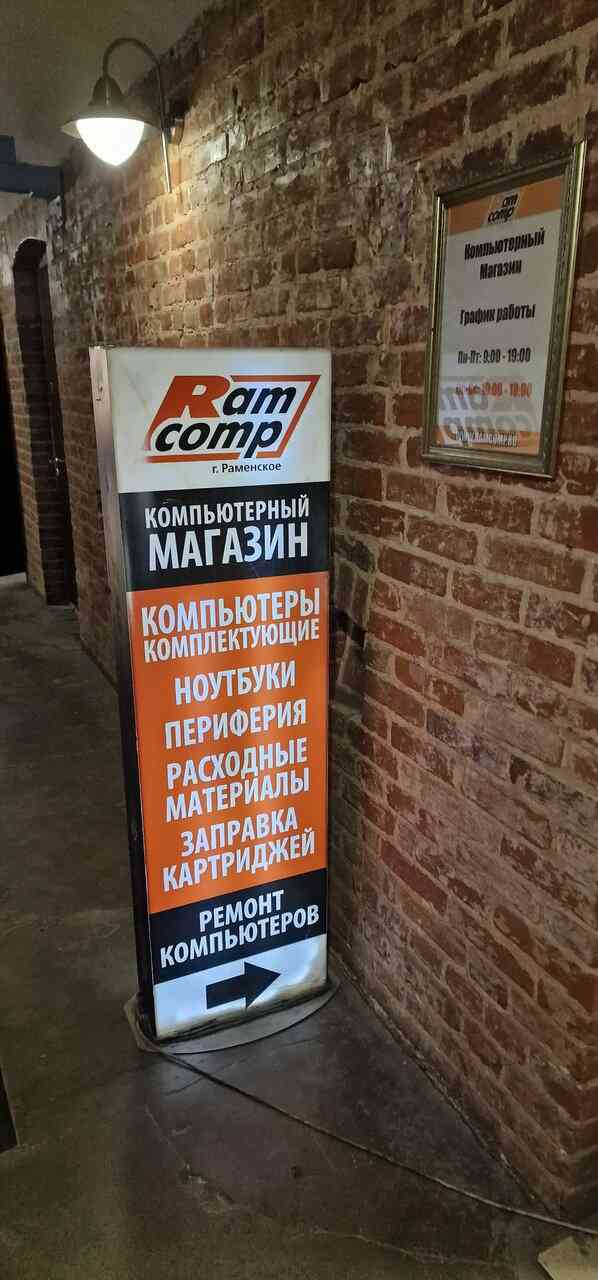 Ram
comp
г. Раменское
КОМПЬЮТЕРНЫЙ
МАГАЗИН
КОМПЬЮТЕРЫ
КОМПЛЕКТУЮЩИЕ
НОУТБУКИ
ПЕРИФЕРИЯ
РАСХОДНЫЕ
МАТЕРИАЛЫ
ЗАПРАВКА
КАРТРИДЖЕЙ
РЕМОНТ
КОМПЬЮТЕРОВ
Ram
comp
Компьютерный
Магазин
График работы
Пн-Пт: 9:00 - 19:00